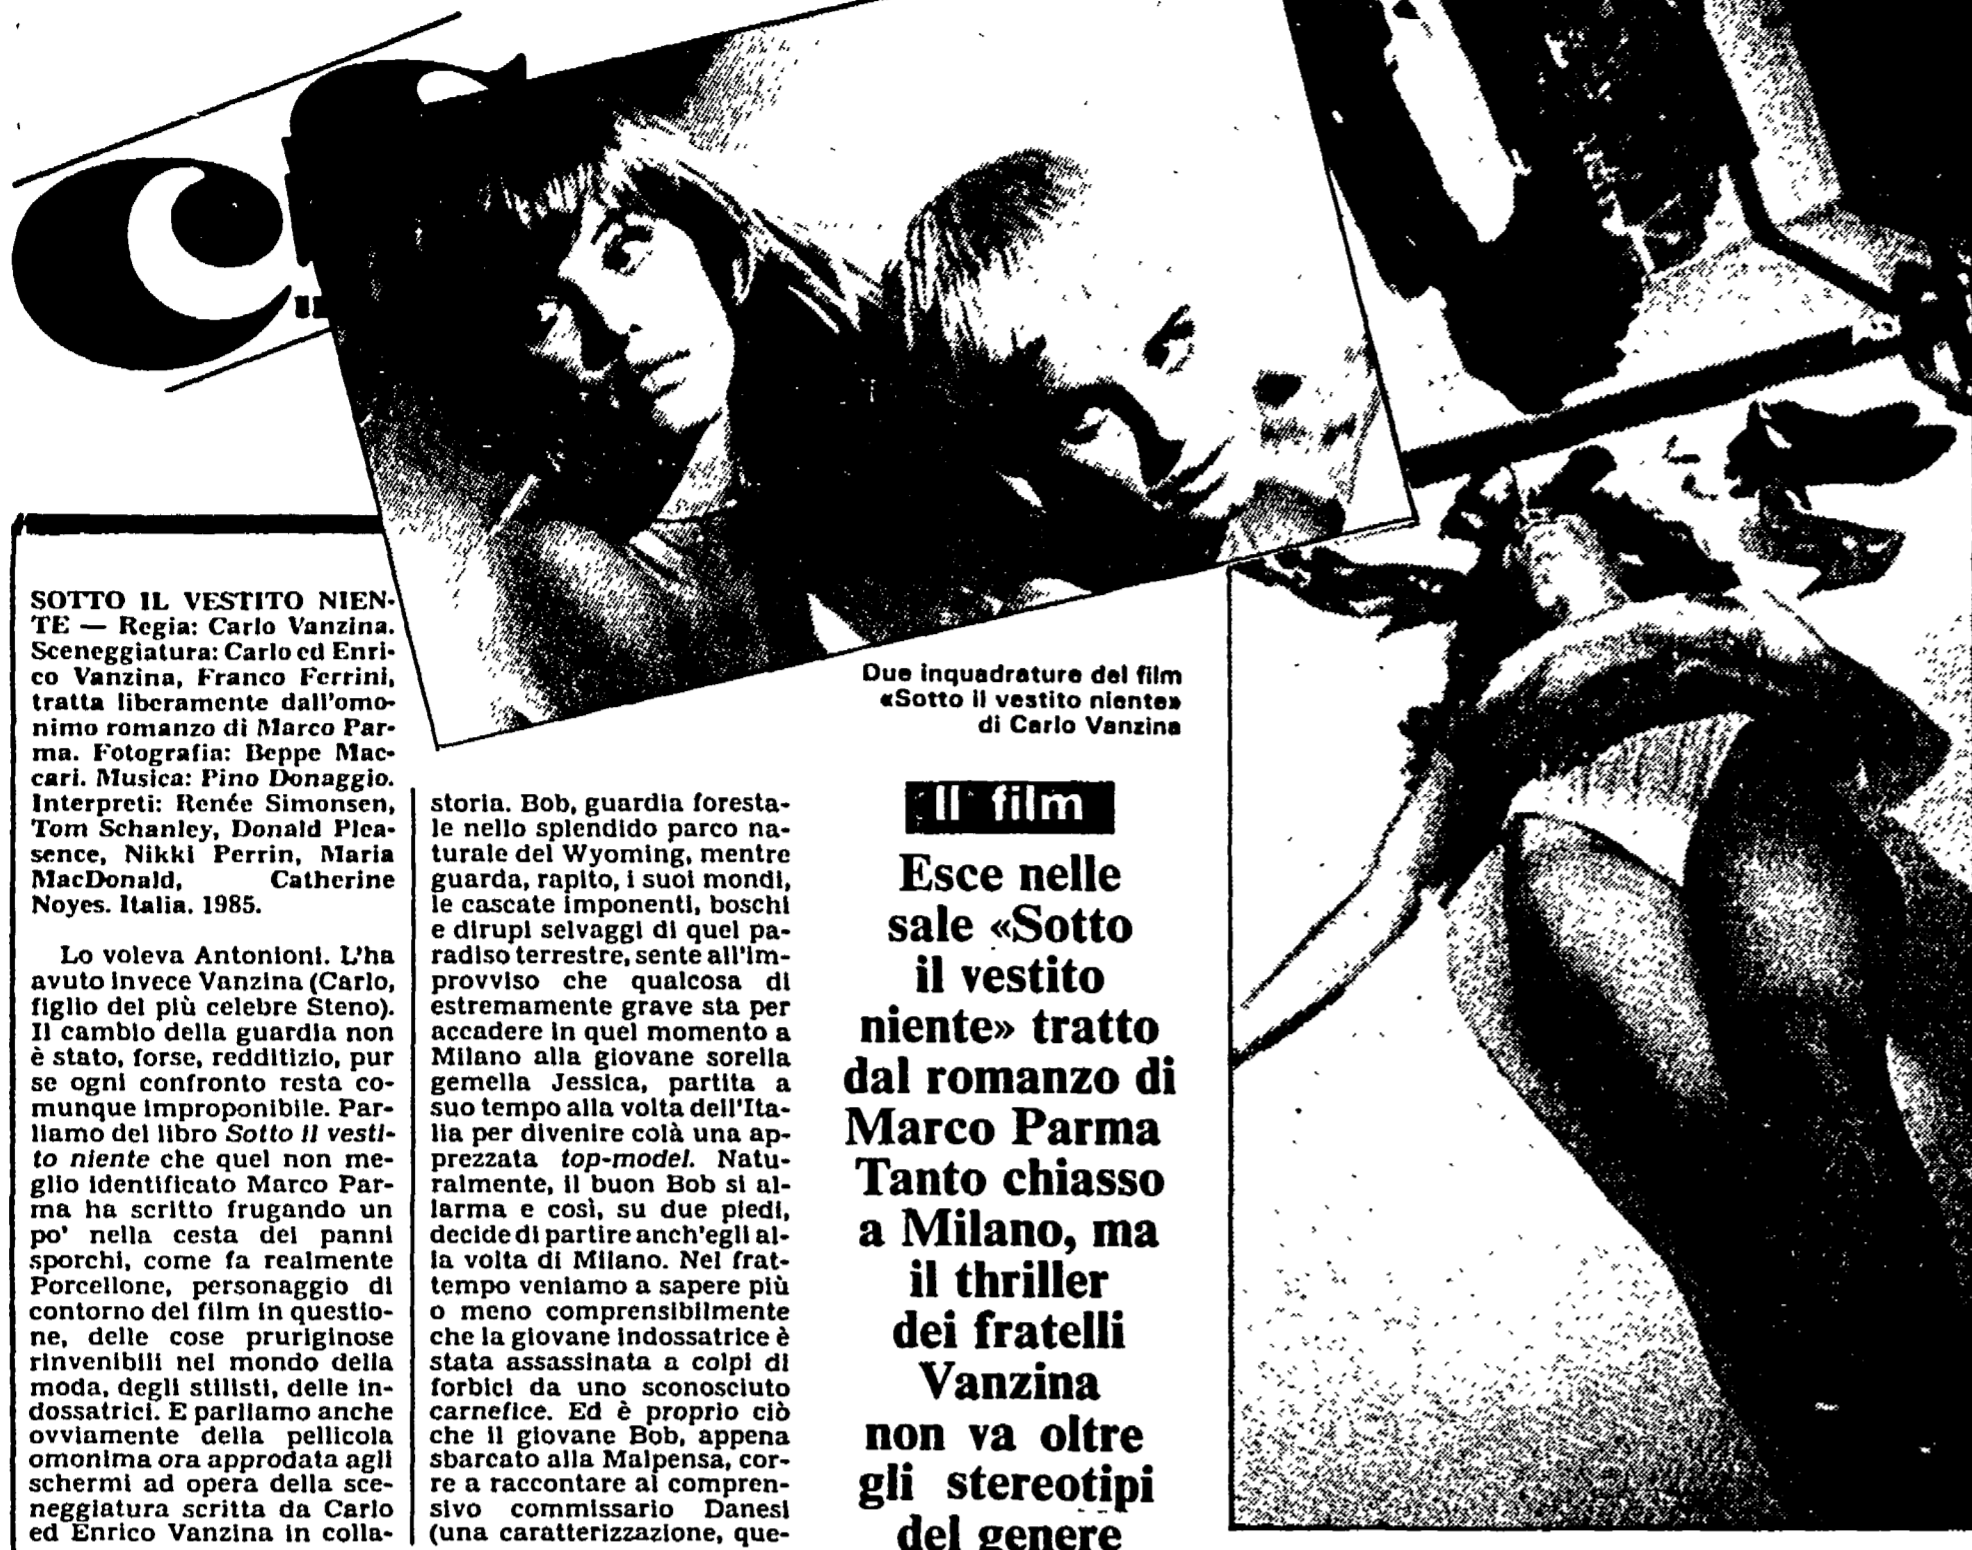 SOTTO IL VESTITO NIEN-
TE — Regia: Carlo Vanzina.
Sceneggiatura: Carlo ed Enri-
co Vanzina, Franco Ferrini,
tratta liberamente dall'omo-
nimo romanzo di Marco Par-
ma. Fotografia: Beppe Mac-
cari. Musica: Pino Donaggio.
Interpreti: Renée Simonsen,
Tom Schanley, Donald Plea-
sence, Nikki Perrin, Maria
MacDonald, Catherine
Noyes. Italia. 1985.
Lo voleva Antonioni. L'ha
avuto invece Vanzina (Carlo,
figlio del più celebre Steno).
Il cambio della guardia non
è stato, forse, redditizio, pur
se ogni confronto resta co-
munque improponibile. Par-
liamo del libro Sotto il vesti-
to niente che quel non me-
glio identificato Marco Par-
ma ha scritto frugando un
po' nella cesta dei panni
sporchi, come fa realmente
Porcellone, personaggio di
contorno del film in questio-
ne, delle cose pruriginose
rinvenibili nel mondo della
moda, degli stilisti, delle in-
dossatrici. E parliamo anche
ovviamente della pellicola
omonima ora approdata agli
schermi ad opera della sce-
neggiatura scritta da Carlo
ed Enrico Vanzina in colla-
storia. Bob, guardia foresta-
le nello splendido parco na-
turale del Wyoming, mentre
guarda, rapito, i suoi mondi,
le cascate imponenti, boschi
e dirupi selvaggi di quel pa-
radiso terrestre, sente all'im-
provviso che qualcosa di
estremamente grave sta per
accadere in quel momento a
Milano alla giovane sorella
gemella Jessica, partita a
suo tempo alla volta dell'Ita-
lia per divenire colà una ap-
prezzata top-model. Natu-
ralmente, il buon Bob si al-
larma e così, su due piedi,
decide di partire anch'egli al-
la volta di Milano. Nel frat-
tempo veniamo a sapere più
o meno comprensibilmente
che la giovane indossatrice è
stata assassinata a colpi di
forbici da uno sconosciuto
carnefice. Ed è proprio ciò
che il giovane Bob, appena
sbarcato alla Malpensa, cor-
re a raccontare al compren-
sivo commissario Danesi
(una caratterizzazione, que-
Due inquadrature del film
«Sotto il vestito niente»
di Carlo Vanzina
Il film
Esce nelle
sale «Sotto
il vestito
niente» tratto
dal romanzo di
Marco Parma
Tanto chiasso
a Milano, ma
il thriller
dei fratelli
Vanzina
non va oltre
gli stereotipi
del genere